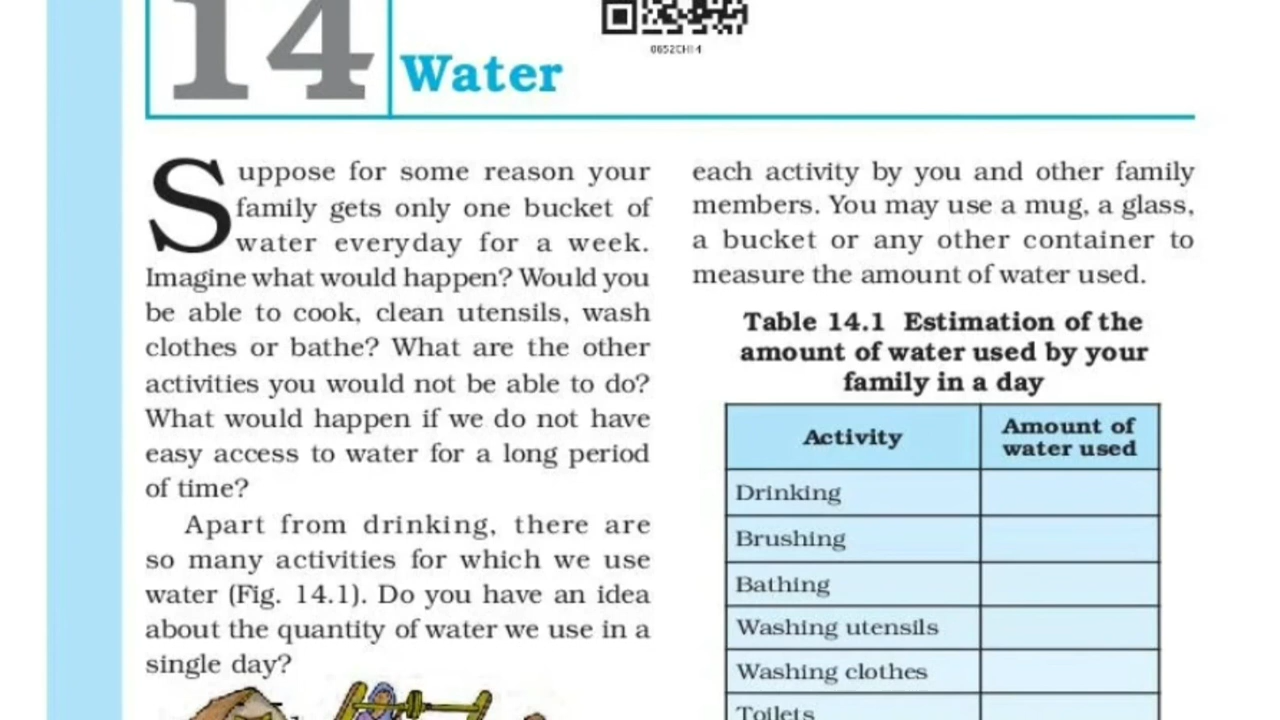 14
0652CH14
Water
Suppose for some reason your
family gets only one bucket of
water everyday for a week.
Imagine what would happen? Would you
be able to cook, clean utensils, wash
clothes or bathe? What are the other
activities you would not be able to do?
What would happen if we do not have
easy access to water for a long period
of time?
Apart from drinking, there are
so many activities for which we use
water (Fig. 14.1). Do you have an idea
about the quantity of water we use in a
single day?
each activity by you and other family
members. You may use a mug, a glass,
a bucket or any other container to
measure the amount of water used.
Table 14.1 Estimation of the
amount of water used by your
family in a day
Activity
Amount of
water used
Drinking
Brushing
Bathing
Washing utensils
Washing clothes
Toilets